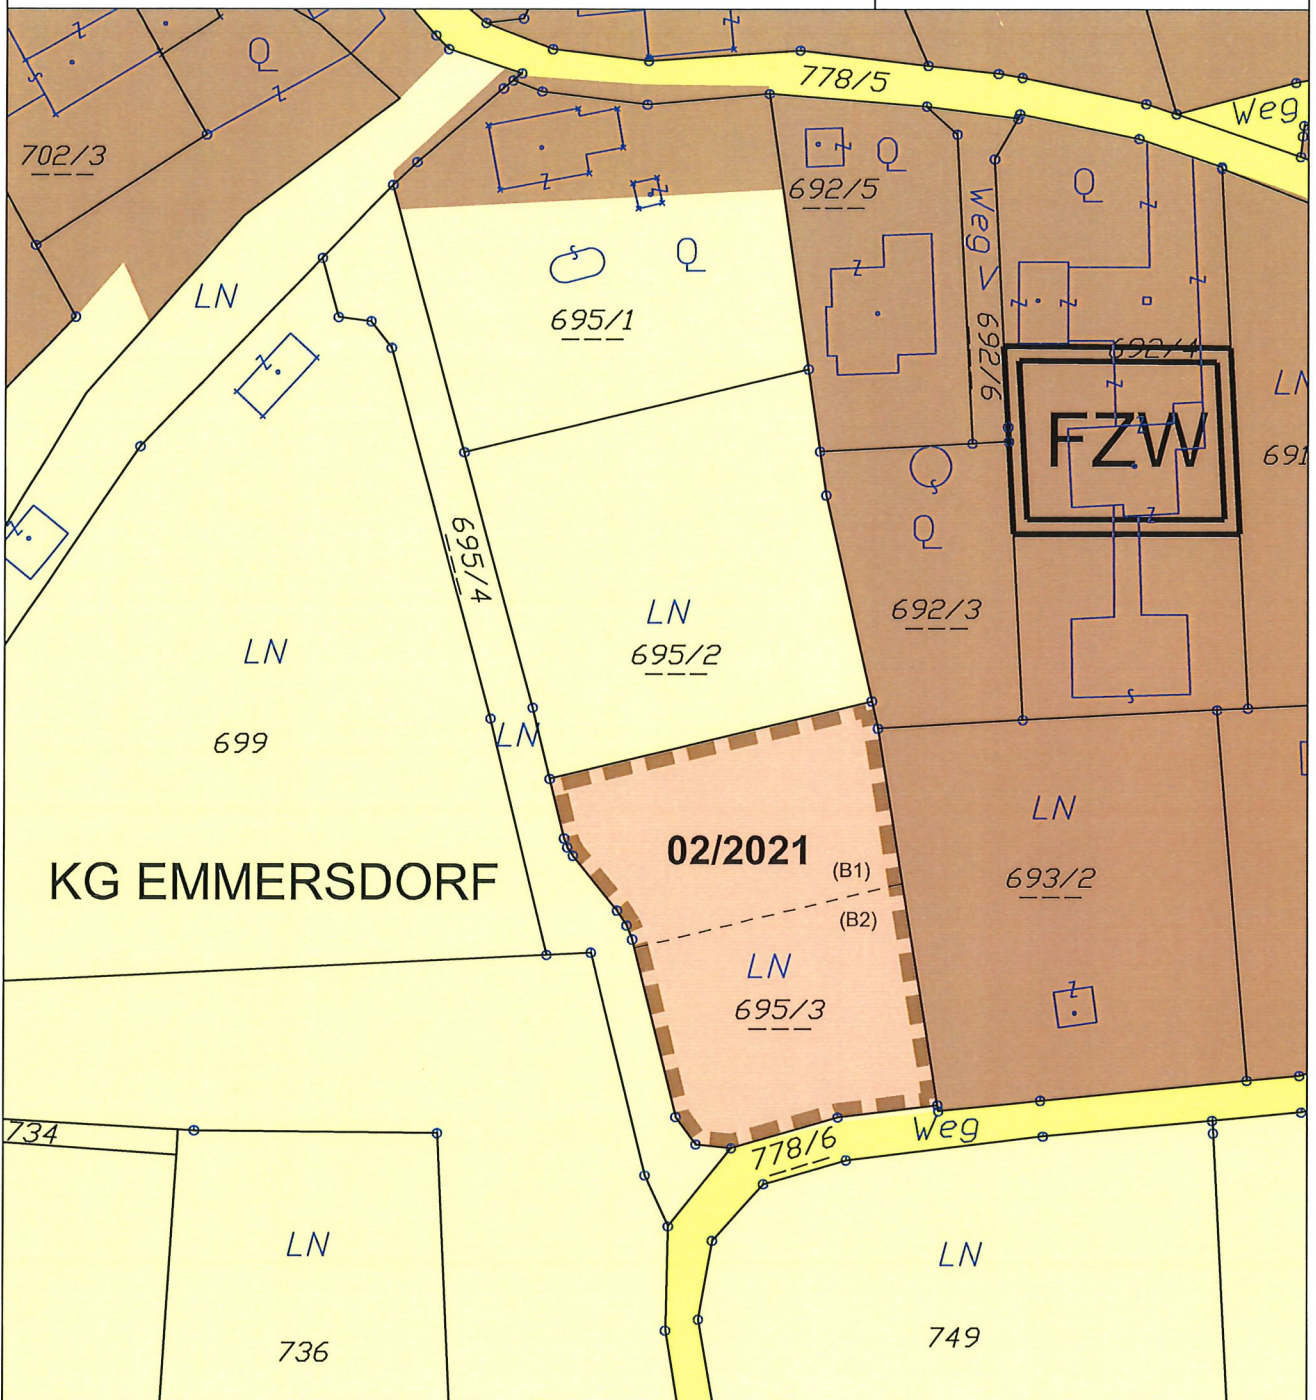 778/5
Weg
702/3
692/5
Weg >
LN
695/1
692/6
692/4
LN
FZW
691
695/4
LN
692/3
LN
695/2
699
LN
LN
02/2021
(B1)
693/2
KG EMMERSDORF
(B2)
LN
695/3
734
778/6
Weg
LN
LN
736
749